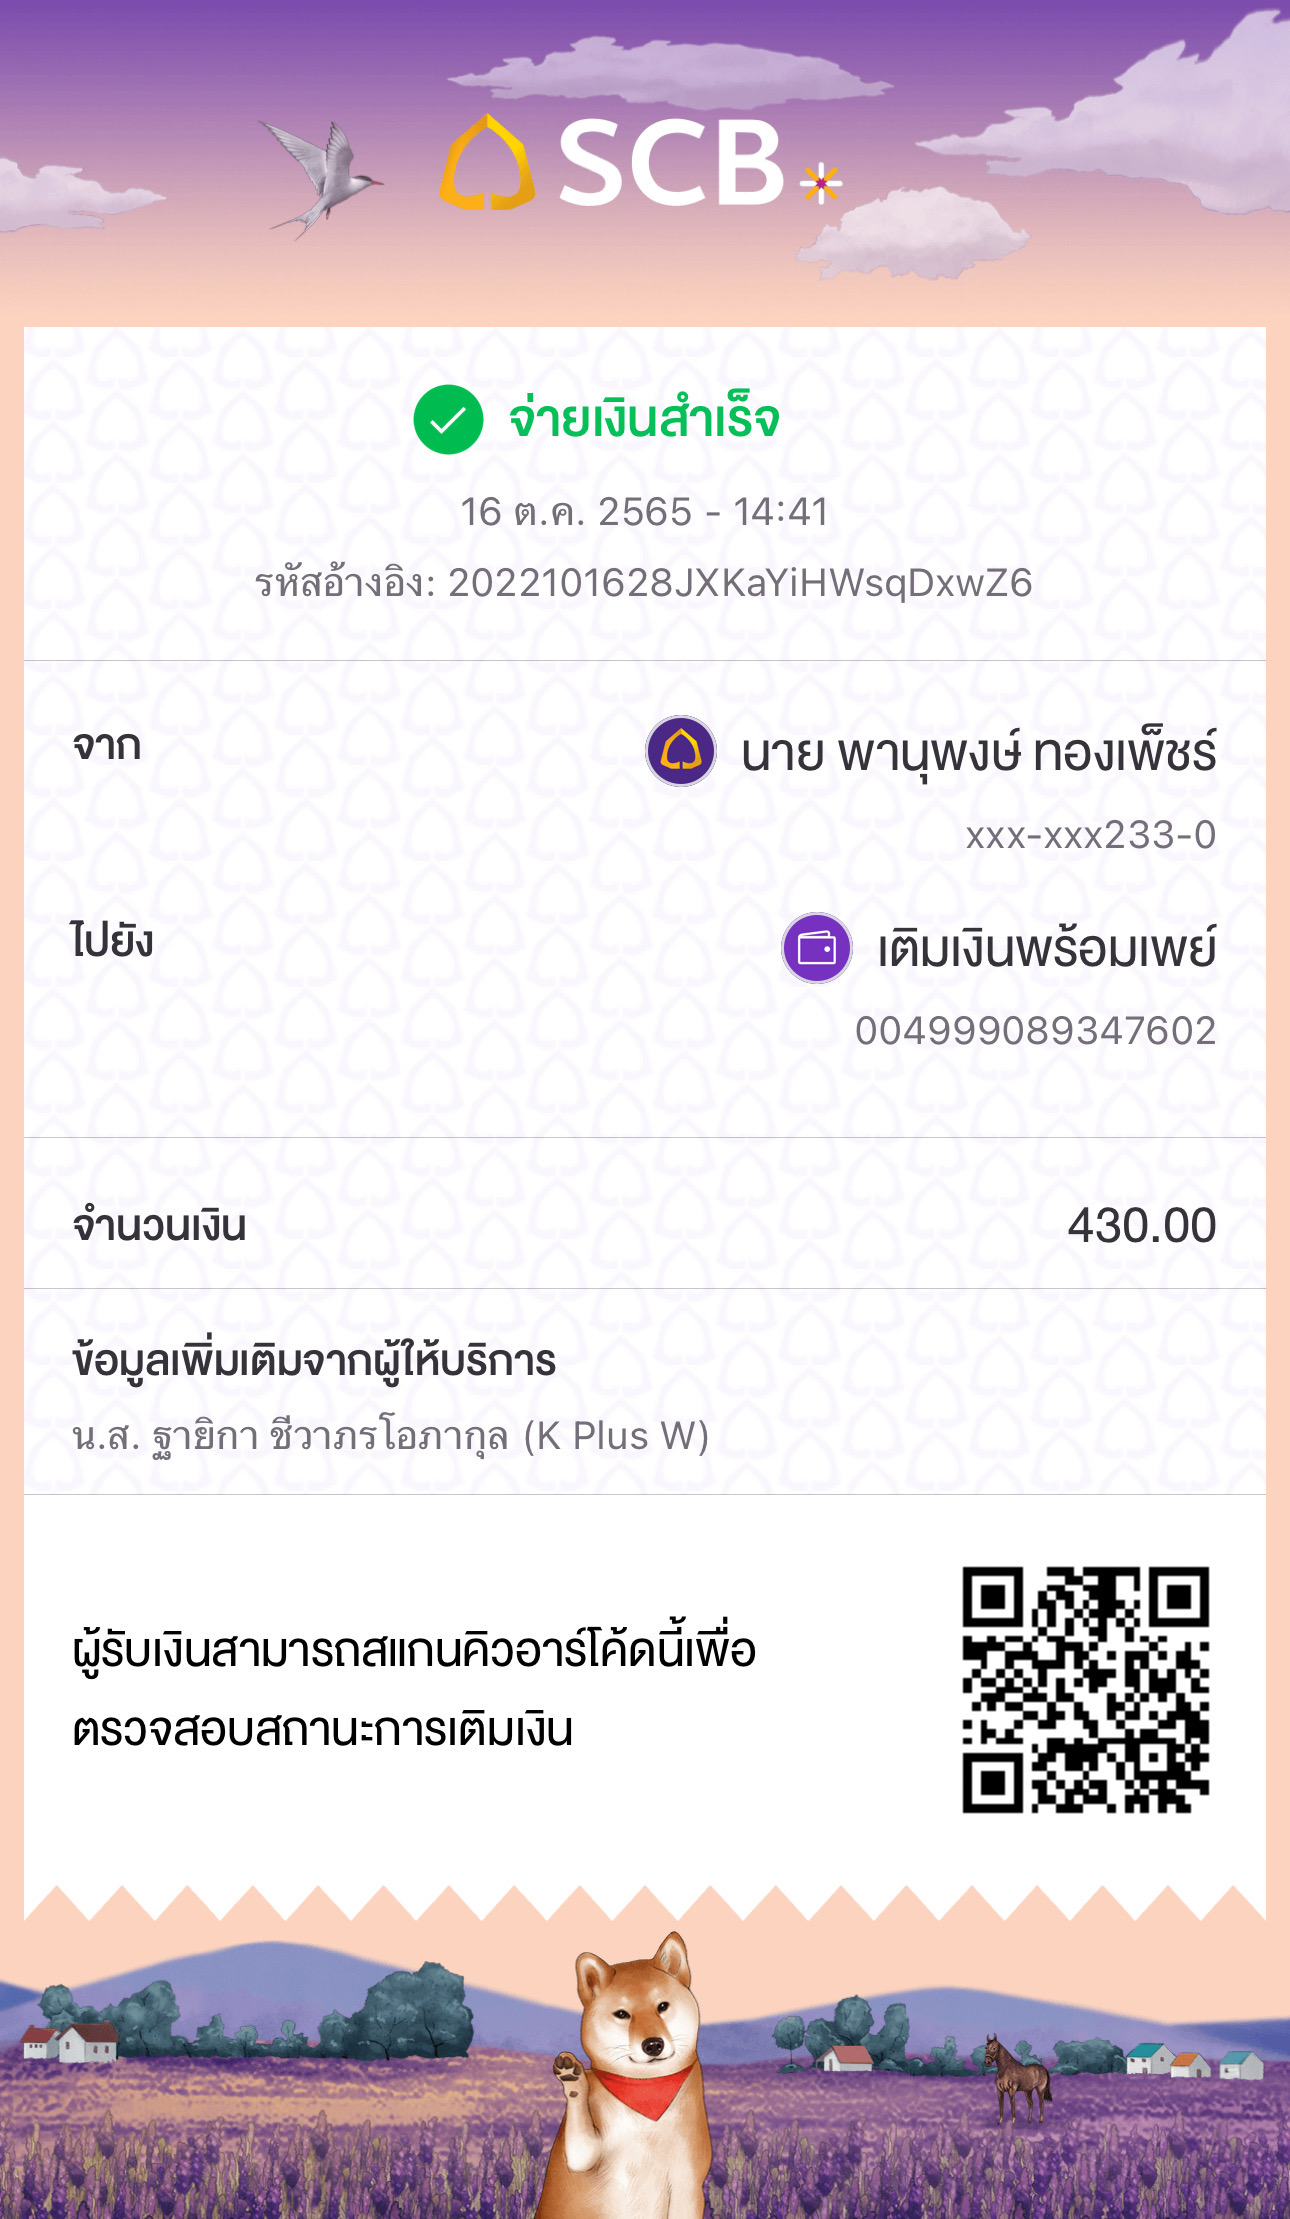 SCB
จ่ายเงินสำเร็จ
16 ต.ค. 2565 - 14:41
รหัสอ้างอิง: 2022101628JXKaYiHWsqDxwZ6
จาก
นาย พานุพงษ์ ทองเพ็ชร์
xxx-xxx233-0
ไปยัง
เติมเงินพร้อมเพย์
004999089347602
จำนวนเงิน
430.00
ข้อมูลเพิ่มเติมจากผู้ให้บริการ
น.ส. ฐายิกา ชีวาภรโอภากุล (K Plus W)
ผู้รับเงินสามารถสแกนคิวอาร์โค้ดนี้เพื่อ
ตรวจสอบสถานะการเติมเงิน